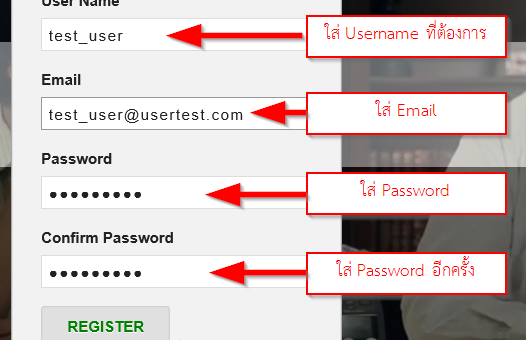 User Name
test_user
ใส่ Username ที่ต้องการ
Email
test_user@usertest.com
ใส่ Email
Password
●●●●●●●●●
ใส่ Password
Confirm Password
●●●●●●●●●
ใส่ Password อีกครั้ง
REGISTER